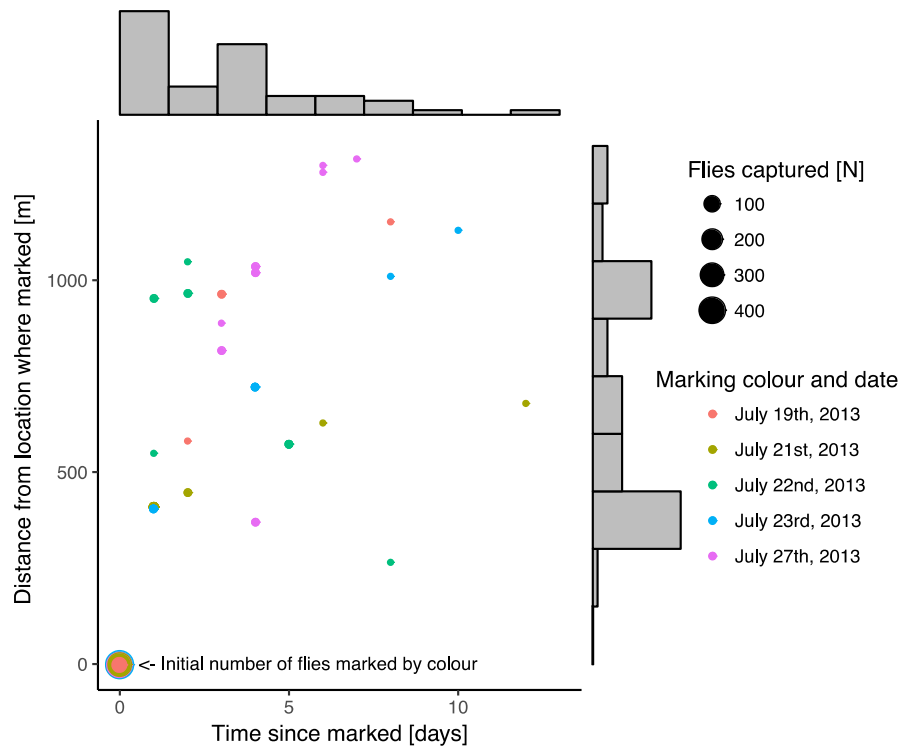 Flies captured [N]
100
200
300
400
Marking colour and date
July 19th, 2013
July 21st, 2013
July 22nd, 2013
July 23rd, 2013
July 27th, 2013
Distance from location where marked [m]
1000
500
0
<- Initial number of flies marked by colour
0
5
10
Time since marked [days]